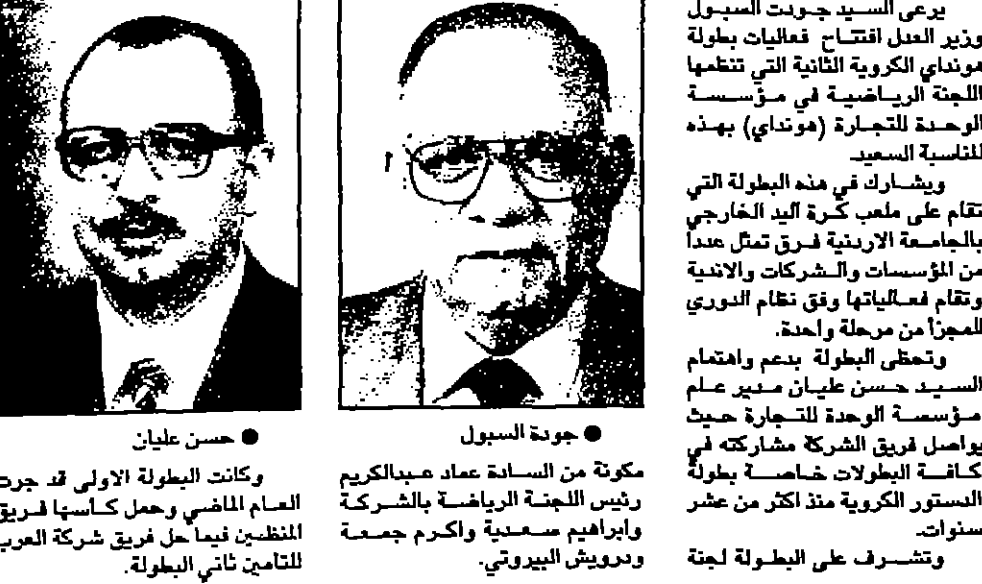 يرعى السيد جودت السبول
وزير العدل افتتاح فعاليات بطولة
هونداي الكروية الثانية التي تنظمها
اللجنة الرياضية في مؤسسة
الوحدة للتجارة (هونداي) بهذه
المناسبة السعيد.
ويشارك في هذه البطولة التي
تقام على ملعب كرة اليد الخارجي
بالجامعة الاردنية فرق تمثل عدداً
من المؤسسات والشركات والاندية
وتقام فعالياتها وفق نظام الدوري
المجزأ من مرحلة واحدة.
وتحظى البطولة بدعم واهتمام
السيد حسن عليان مدير عام
مؤسسة الوحدة للتجارة حيث
يواصل فريق الشركة مشاركته في
كافة البطولات خاصة بطولة
الدستور الكروية منذ اكثر من عشر
سنوات.
وتشرف على البطولة لجنة
● جودة السبول
مكونة من السادة عماد عبدالكريم
رئيس اللجنة الرياضة بالشركة
وابراهيم سعدية واكرم جمعة
ودرويش البيروتي.
● حسن عليان
وكانت البطولة الاولى قد جرت
العام الماضي وحمل كأسها فريق
المنظمين فيما حل فريق شركة العرب
للتأمين ثاني البطولة.